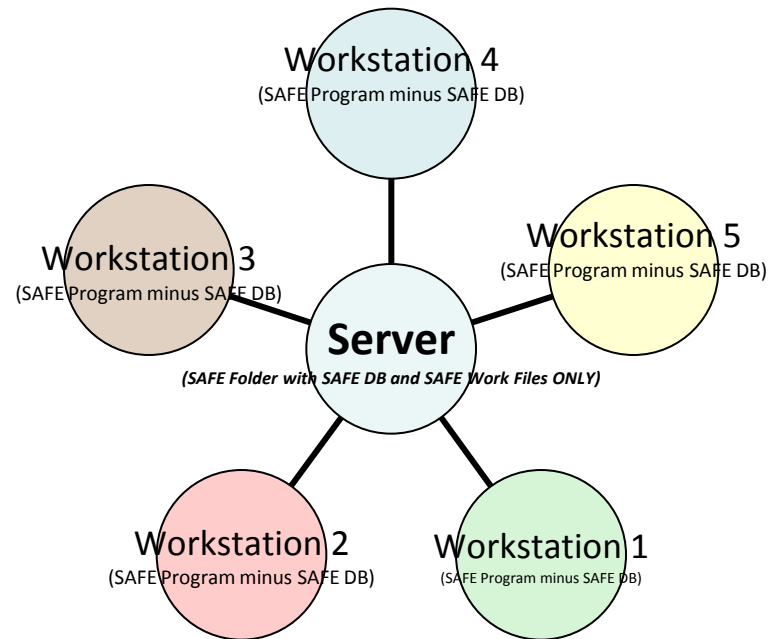 Workstation 4
(SAFE Program minus SAFE DB)
Workstation 3
(SAFE Program minus SAFE DB)
Workstation 5
(SAFE Program minus SAFE DB)
Server
(SAFE Folder with SAFE DB and SAFE Work Files ONLY)
Workstation 2
(SAFE Program minus SAFE DB)
Workstation 1
(SAFE Program minus SAFE DB)